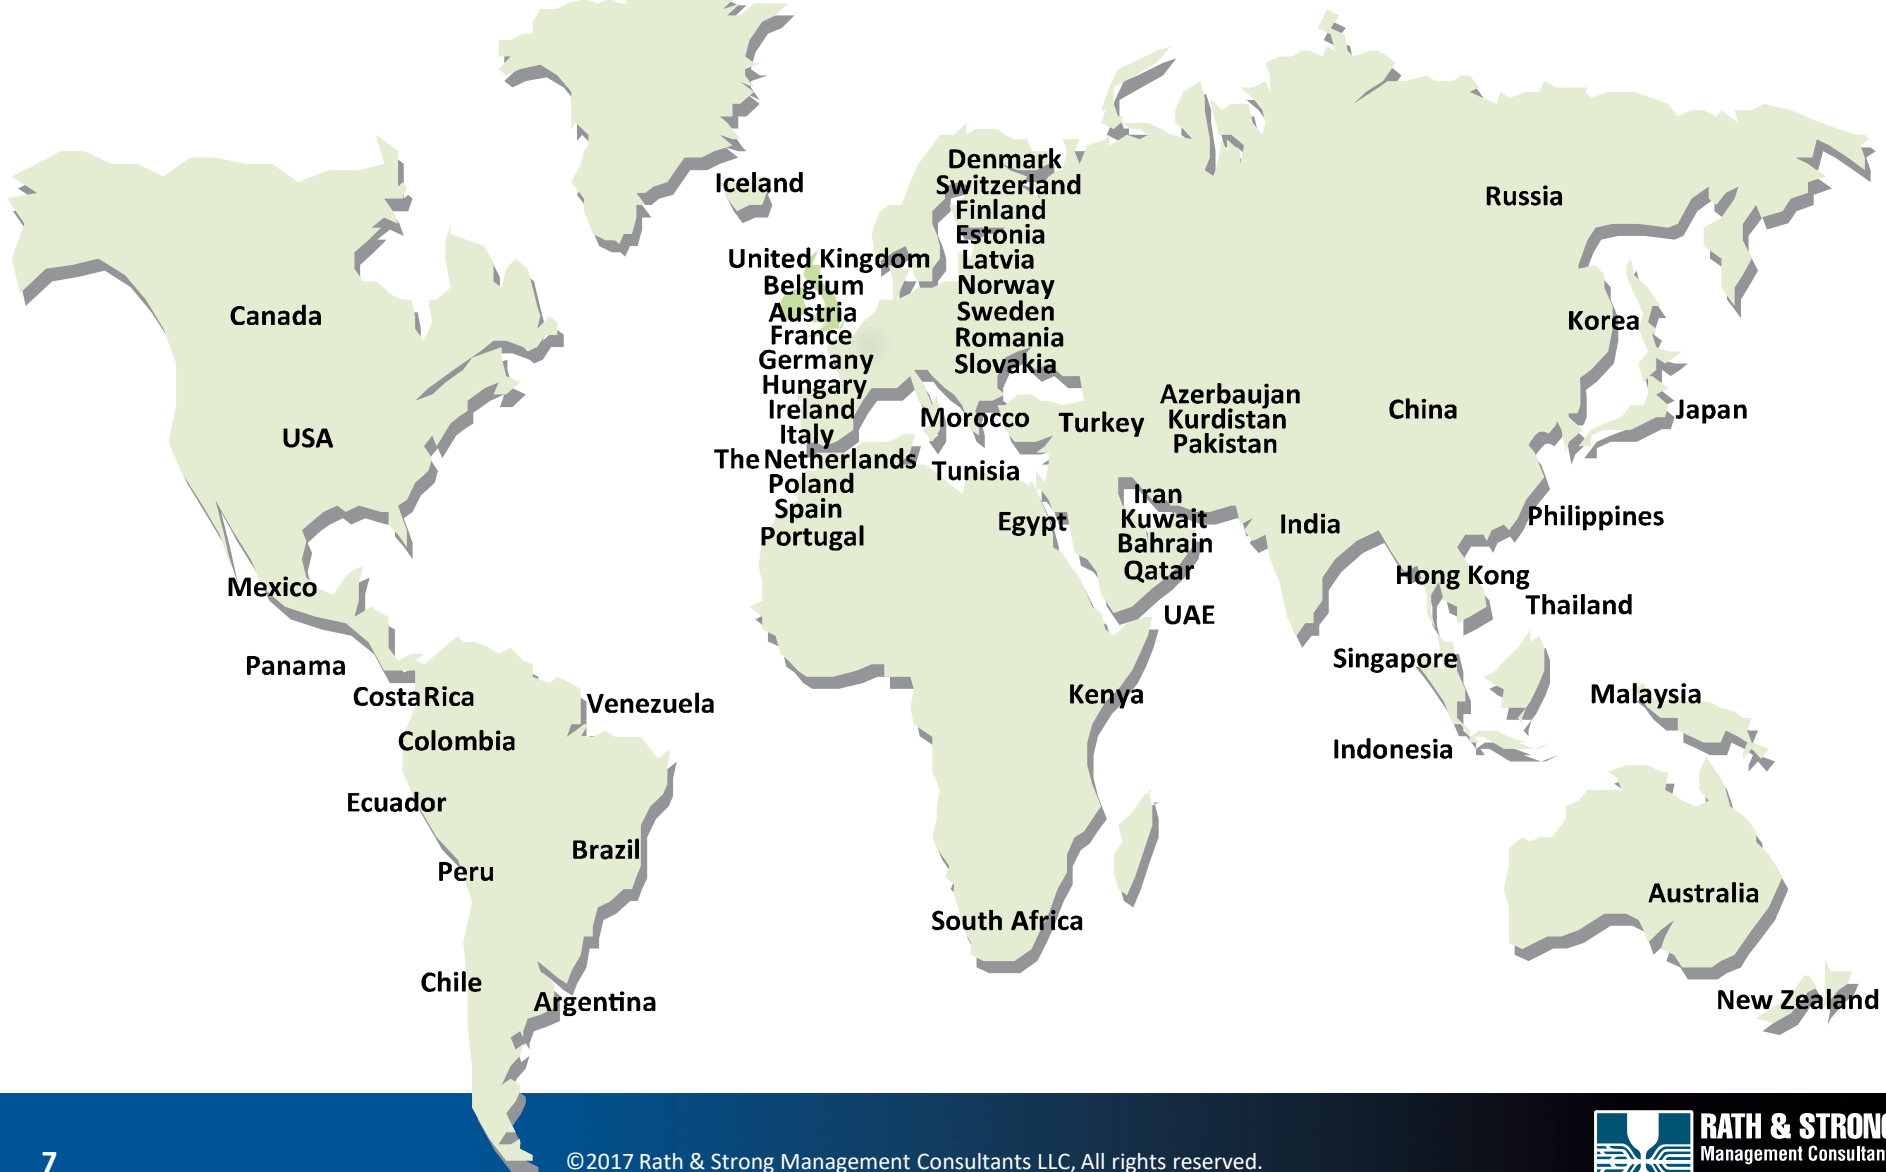 Denmark
Switzerland
Finland
Estonia
Latvia
Norway
Sweden
Romania
Slovakia
Iceland
United Kingdom
Belgium
Austria
France
Germany
Hungary
Ireland
Italy
The Netherlands
Poland
Spain
Portugal
Russia
Canada
USA
Korea
Morocco
Turkey
Azerbaujan
Kurdistan
Pakistan
China
Japan
Tunisia
Egypt
Iran
Kuwait
Bahrain
Qatar
UAE
India
Philippines
Hong Kong
Thailand
Mexico
Panama
Costa Rica
Venezuela
Colombia
Ecuador
Brazil
Peru
Chile
Argentina
Kenya
South Africa
Singapore
Malaysia
Indonesia
Australia
New Zealand
7
©2017 Rath & Strong Management Consultants LLC, All rights reserved.
RATH & STRONG
Management Consultan